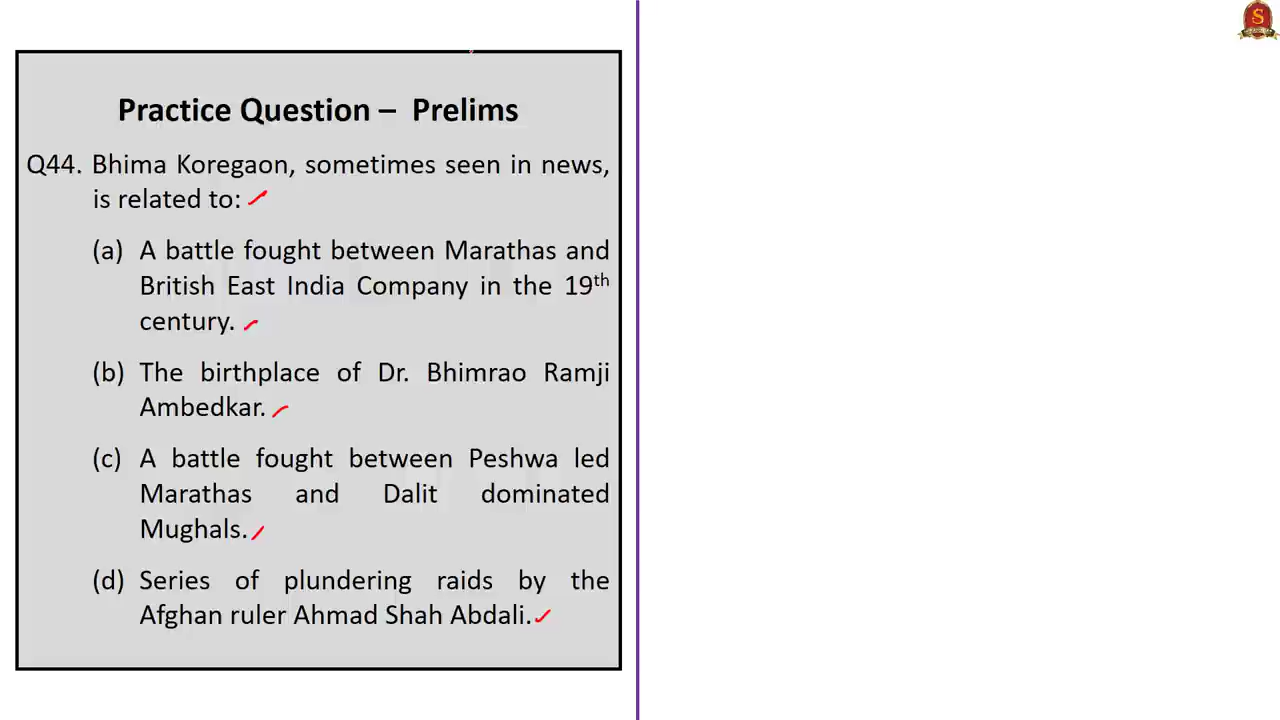 Practice Question – Prelims
Q44. Bhima Koregaon, sometimes seen in news,
is related to:
(a) A battle fought between Marathas and
British East India Company in the 19th
century.
(b) The birthplace of Dr. Bhimrao Ramji
Ambedkar.
(c) A battle fought between Peshwa led
Marathas and Dalit dominated
Mughals.
(d) Series of plundering raids by the
Afghan ruler Ahmad Shah Abdali.
S